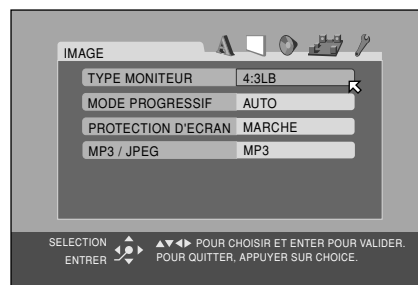 IMAGE
TYPE MONITEUR 4:3LB
MODE PROGRESSIF AUTO
PROTECTION D'ECRAN MARCHE
MP3 / JPEG MP3
SELECTION
ENTRER
▲▼◀▶ POUR CHOISIR ET ENTER POUR VALIDER.
POUR QUITTER, APPUYER SUR CHOICE.